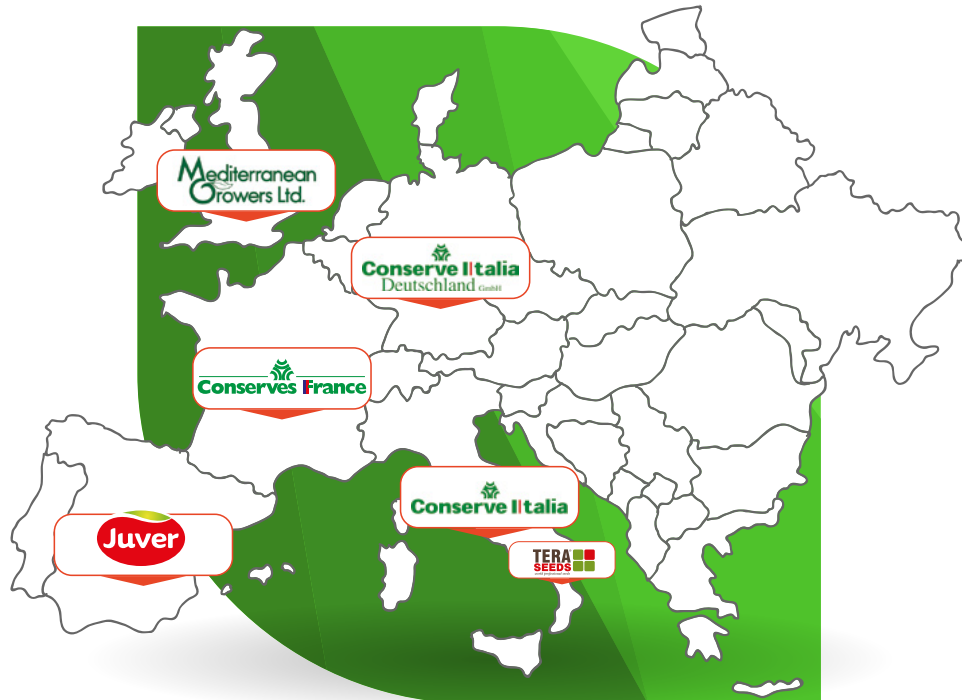 Mediterranean
Growers Ltd.
Conserve Italia
Deutschland GmbH
Conserves France
Conserve Italia
Juver
TERA
SEEDS